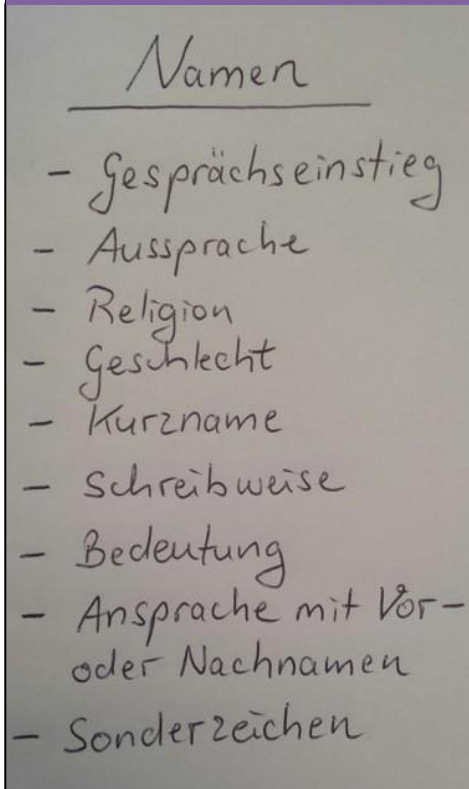 Namen
- Gesprächseinstieg
- Aussprache
- Religion
- Geschlecht
- Kurzname
- Schreibweise
- Bedeutung
- Ansprache mit Vor-
oder Nachnamen
- Sonderzeichen